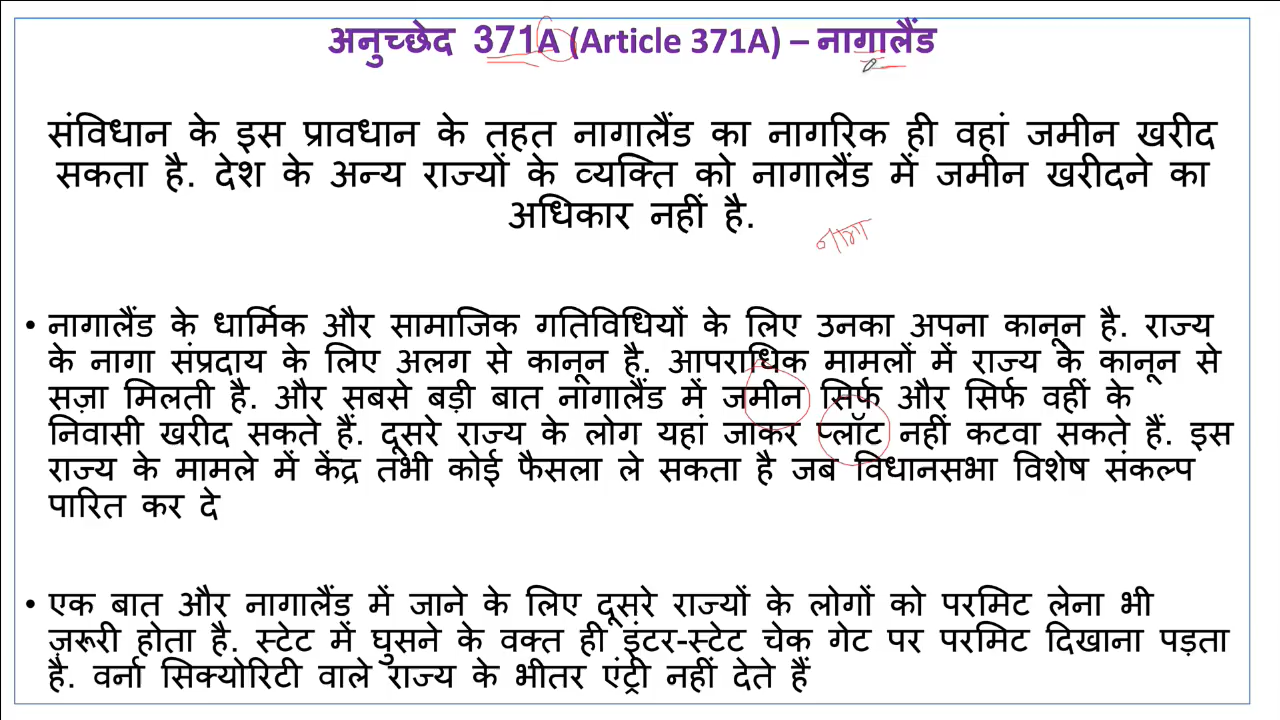 अनुच्छेद 371A (Article 371A) – नागालैंड
संविधान के इस प्रावधान के तहत नागालैंड का नागरिक ही वहां जमीन खरीद
सकता है. देश के अन्य राज्यों के व्यक्ति को नागालैंड में जमीन खरीदने का
अधिकार नहीं है.
नागा
• नागालैंड के धार्मिक और सामाजिक गतिविधियों के लिए उनका अपना कानून है. राज्य
के नागा संप्रदाय के लिए अलग से कानून है. आपराधिक मामलों में राज्य के कानून से
सज़ा मिलती है. और सबसे बड़ी बात नागालैंड में जमीन सिर्फ और सिर्फ वहीं के
निवासी खरीद सकते हैं. दूसरे राज्य के लोग यहां जाकर प्लॉट नहीं कटवा सकते हैं. इस
राज्य के मामले में केंद्र तभी कोई फैसला ले सकता है जब विधानसभा विशेष संकल्प
पारित कर दे
• एक बात और नागालैंड में जाने के लिए दूसरे राज्यों के लोगों को परमिट लेना भी
ज़रूरी होता है. स्टेट में घुसने के वक्त ही इंटर-स्टेट चेक गेट पर परमिट दिखाना पड़ता
है. वर्ना सिक्योरिटी वाले राज्य के भीतर एंट्री नहीं देते हैं